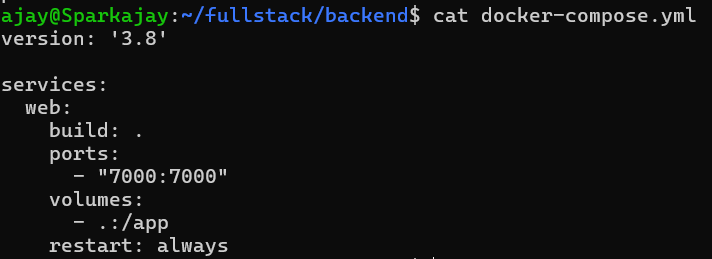 ajay@Sparkajay:~/fullstack/backend$ cat docker-compose.yml
version: '3.8'

services:
  web:
    build: .
    ports:
      - "7000:7000"
    volumes:
      - .:/app
    restart: always